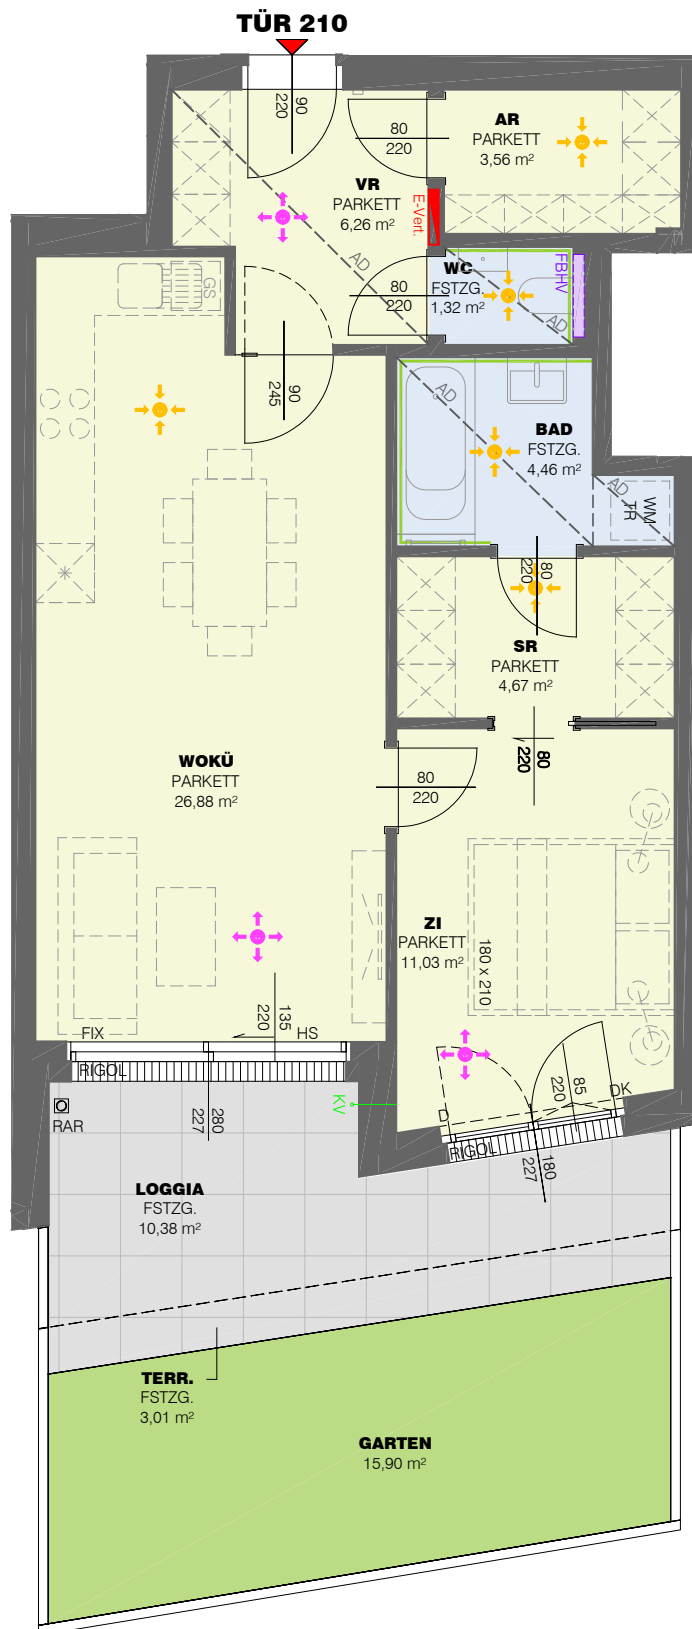 TÜR 210
90
220
80
220
AR
PARKETT
3,56 m²
VR
PARKETT
6,26 m²
E-Vert.
AD
GS
80
220
WC
FSTZG.
1,32 m²
FBHV
AD
90
245
AD
BAD
FSTZG.
4,46 m²
AD
WM
TR
80
220
SR
PARKETT
4,67 m²
80
220
WOKÜ
PARKETT
26,88 m²
80
220
ZI
PARKETT
11,03 m²
180 x 210
135
220
FIX
HS
RIGOL
RAR
280
227
KV
D
85
220
DK
RIGOL
180
227
LOGGIA
FSTZG.
10,38 m²
TERR.
FSTZG.
3,01 m²
GARTEN
15,90 m²